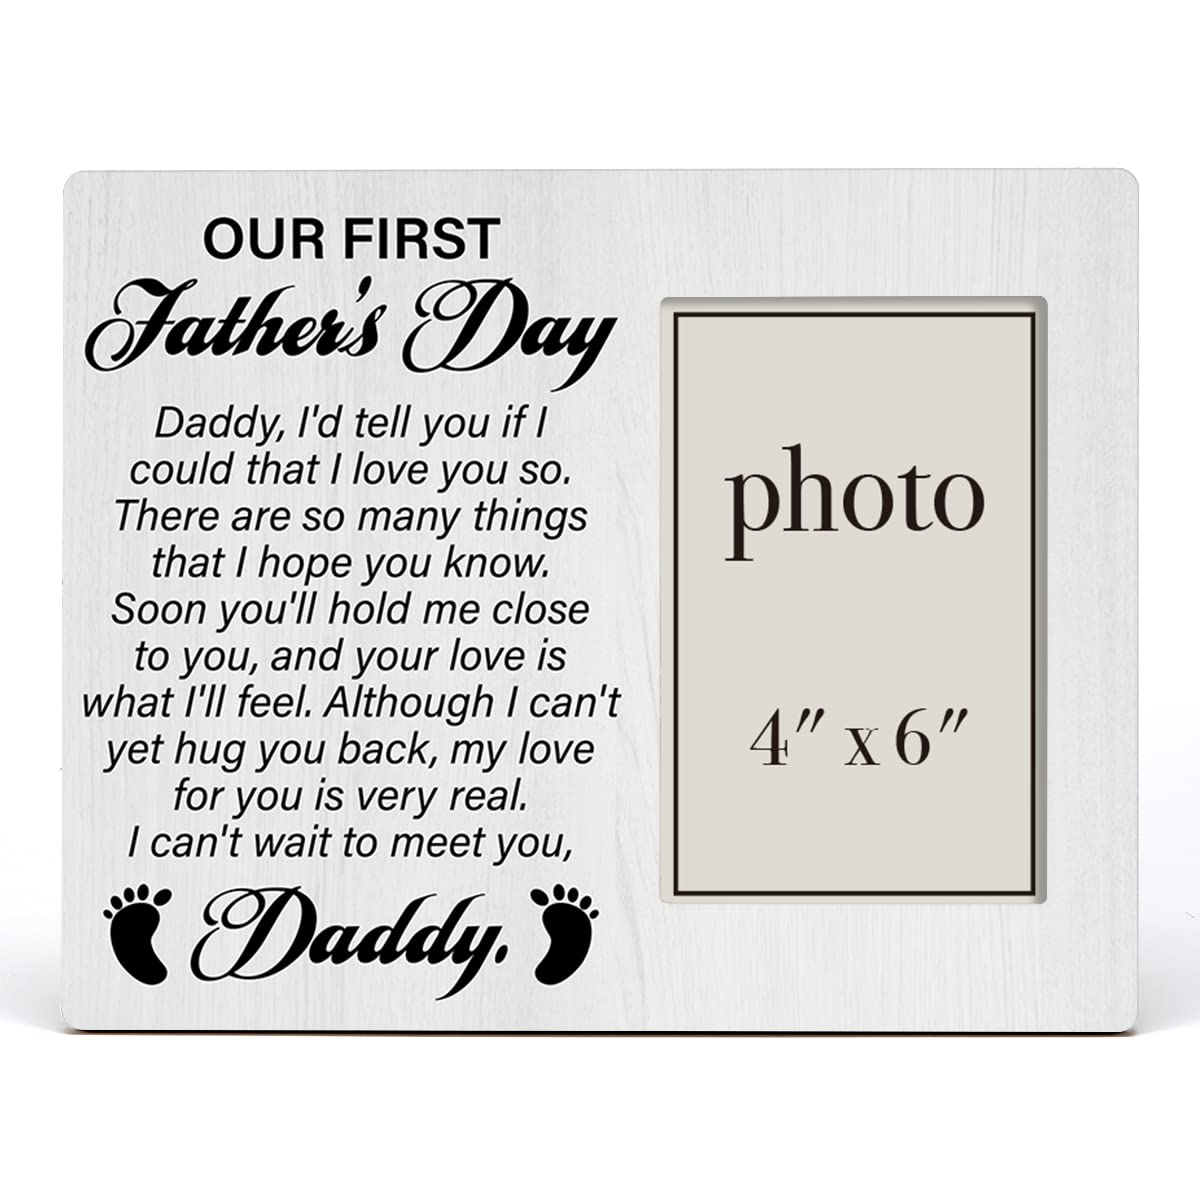 OUR FIRST
Father's Day
Daddy, I'd tell you if I
could that I love you so.
There are so many things
that I hope you know.
Soon you'll hold me close
to you, and your love is
what I'll feel. Although I can't
yet hug you back, my love
for you is very real.
I can't wait to meet you,
Daddy.
photo
4" x 6"